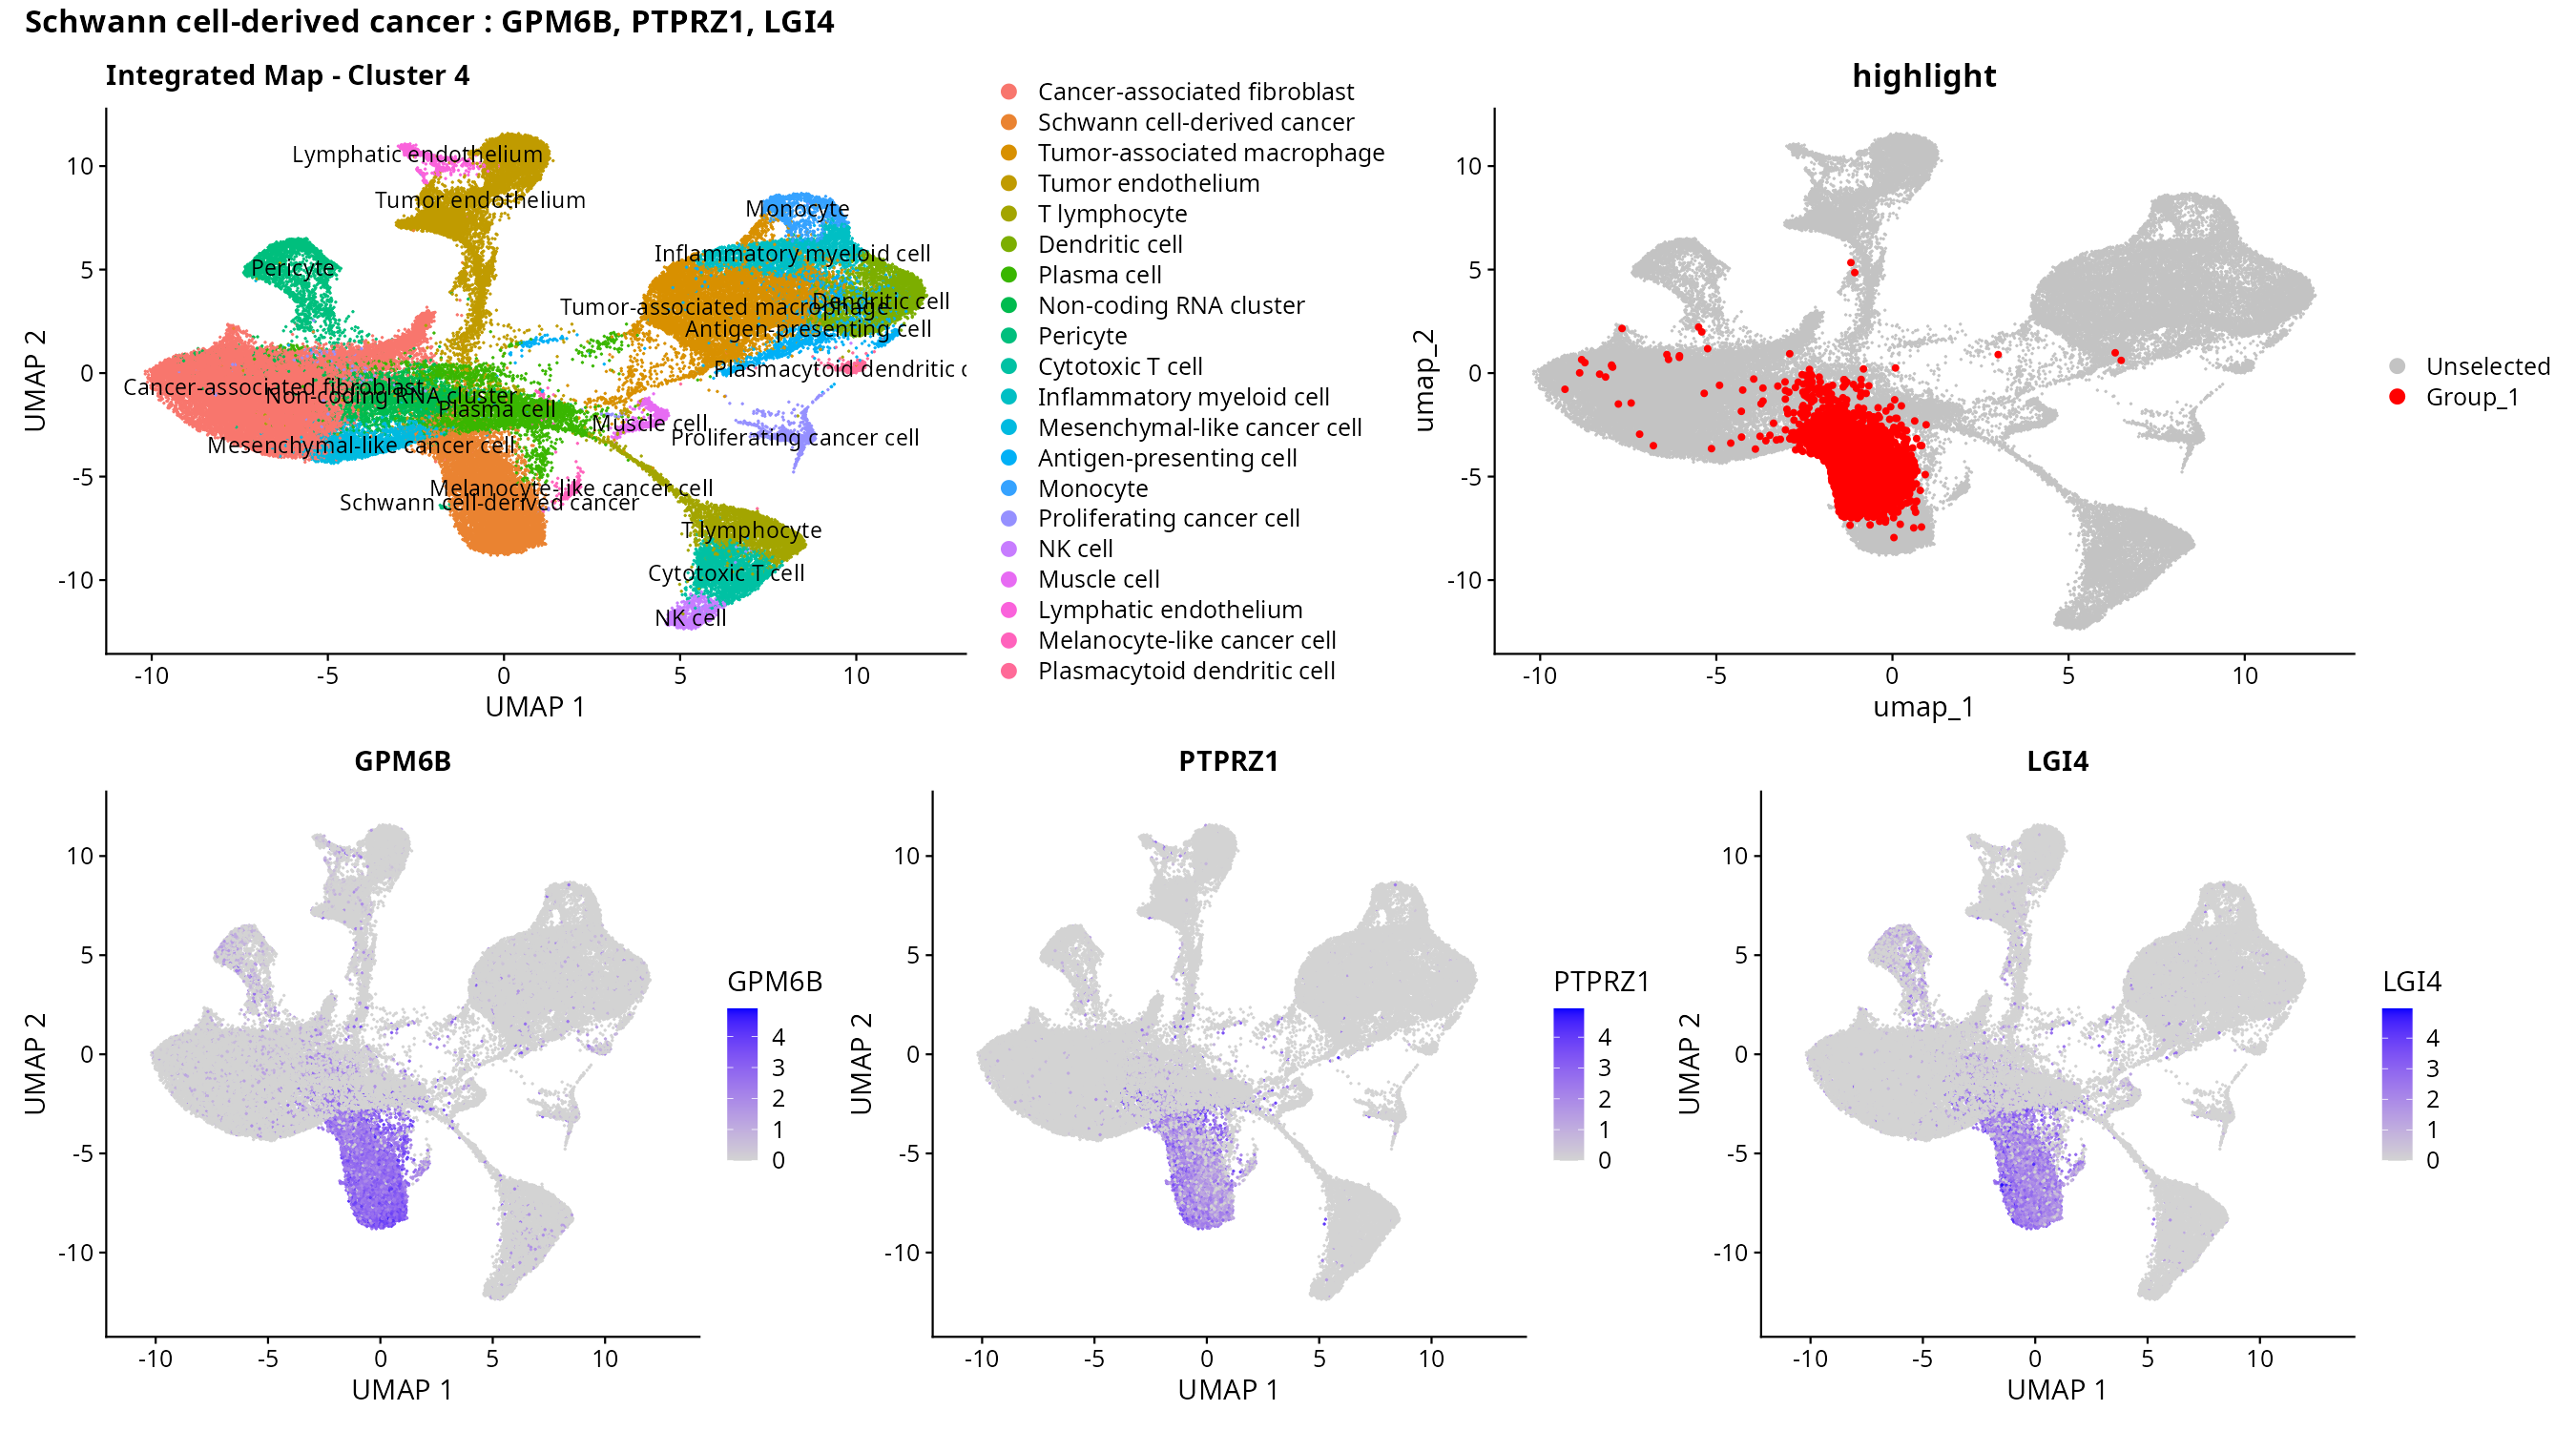 Schwann cell-derived cancer : GPM6B, PTPRZ1, LGI4
Integrated Map - Cluster 4
UMAP 2
10
5
0
-5
-10
Lymphatic endothelium
Tumor endothelium
Monocyte
Inflammatory myeloid cell
Pericyte
Dendritic cell
Tumor-associated macrophage
Antigen-presenting cell
Plasmacytoid dendritic c
Cancer-associated fibroblast
Non-coding RNA cluster
Plasma cell
Muscle cell
Proliferating cancer cell
Mesenchymal-like cancer cell
Melanocyte-like cancer cell
Schwann cell-derived cancer
T lymphocyte
Cytotoxic T cell
NK cell
-10 -5 0 5 10
UMAP 1
Cancer-associated fibroblast
Schwann cell-derived cancer
Tumor-associated macrophage
Tumor endothelium
T lymphocyte
Dendritic cell
Plasma cell
Non-coding RNA cluster
Pericyte
Cytotoxic T cell
Inflammatory myeloid cell
Mesenchymal-like cancer cell
Antigen-presenting cell
Monocyte
Proliferating cancer cell
NK cell
Muscle cell
Lymphatic endothelium
Melanocyte-like cancer cell
Plasmacytoid dendritic cell
highlight
umap_2
10
5
0
-5
-10
-10 -5 0 5 10
umap_1
Unselected
Group_1
GPM6B
UMAP 2
10
5
0
-5
-10
-10 -5 0 5 10
UMAP 1
GPM6B
4
3
2
1
0
PTPRZ1
UMAP 2
10
5
0
-5
-10
-10 -5 0 5 10
UMAP 1
PTPRZ1
4
3
2
1
0
LGI4
UMAP 2
10
5
0
-5
-10
-10 -5 0 5 10
UMAP 1
LGI4
4
3
2
1
0